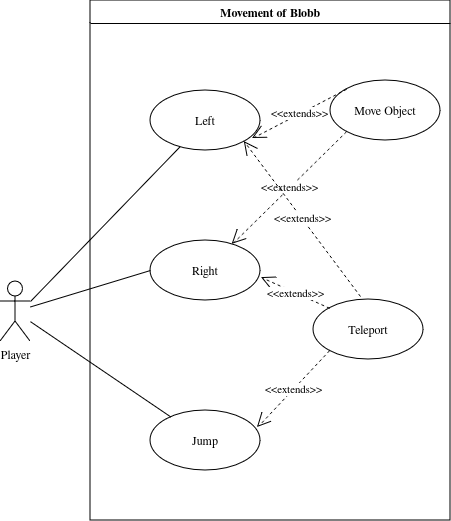 Movement of Blobb
Left
<<extends>>
Move Object
<<extends>>
<<extends>>
Right
<<extends>>
Teleport
Player
<<extends>>
Jump